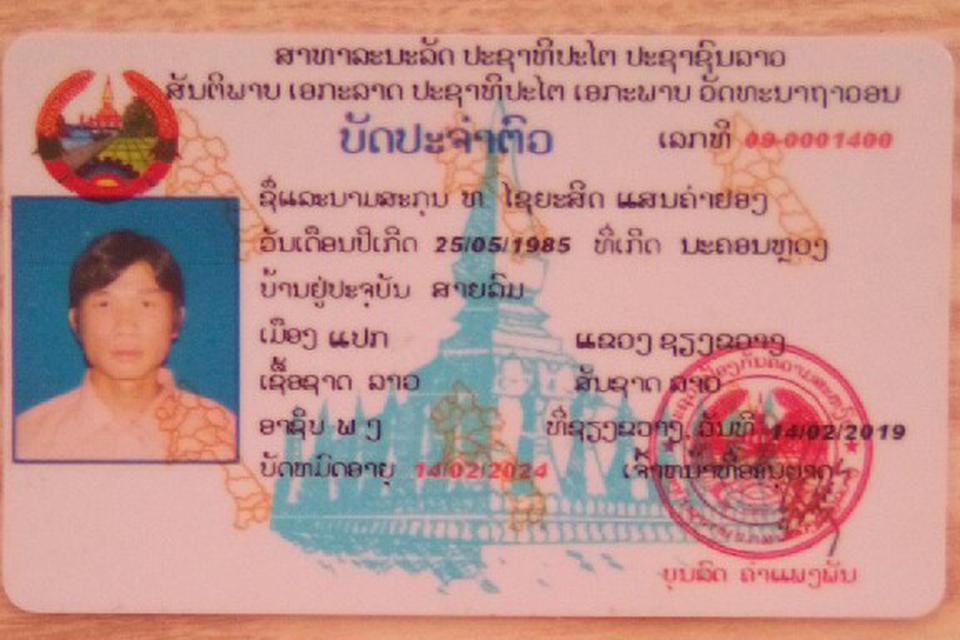 ສາທາລະນະລັດ ປະຊາທິປະໄຕ ປະຊາຊົນລາວ
ສັນຕິພາບ ເອກະລາດ ປະຊາທິປະໄຕ ເອກະພາບ ວັດທະນາຖາວອນ
ບັດປະຈຳຕົວ ເລກທີ 09-0001400
ຊື່ແລະນາມສະກຸນ ທ ໄຊຍະສິດ ແສນຄຳຢອງ
ວັນເດືອນປີເກີດ 25/05/1985 ທີ່ເກີດ ນະຄອນຫຼວງ
ບ້ານຢູ່ປະຈຸບັນ ສາຍລົມ
ເມືອງ ແປກ ແຂວງ ຊຽງຂວາງ
ເຊື້ອຊາດ ລາວ ສັນຊາດ ລາວ
ອາຊີບ ພ ງ ທີ່ຊຽງຂວາງ, ວັນທີ 14/02/2019
ບັດຫມົດອາຍຸ 14/02/2024 ເຈົ້າຫນ້າທີ່ອະນຸຍາດ
ບຸນລົດ ຄຳແພງພັນ